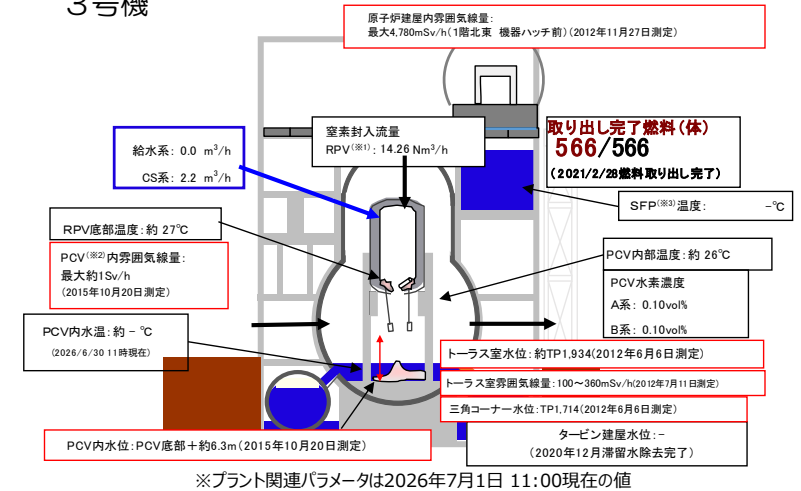 3号機
原子炉建屋内雰囲気線量:
最大4,780mSv/h(1階北東 機器ハッチ前)(2012年11月27日測定)
給水系: 0.0 m³/h
CS系: 2.2 m³/h
窒素封入流量
RPV(※1): 14.26 Nm³/h
取り出し完了燃料(体)
566/566
(2021/2/28燃料取り出し完了)
SFP(※3)温度: -℃
RPV底部温度:約 27℃
PCV(※2)内雰囲気線量:
最大約1Sv/h
(2015年10月20日測定)
PCV内部温度:約 26℃
PCV水素濃度
A系: 0.10vol%
B系: 0.10vol%
PCV内水温:約 - ℃
(2026/6/30 11時現在)
トーラス室水位:約TP1,934(2012年6月6日測定)
トーラス室雰囲気線量:100~360mSv/h(2012年7月11日測定)
三角コーナー水位:TP1,714(2012年6月6日測定)
PCV内水位:PCV底部+約6.3m(2015年10月20日測定)
タービン建屋水位:-
(2020年12月滞留水除去完了)
※プラント関連パラメータは2026年7月1日 11:00現在の値